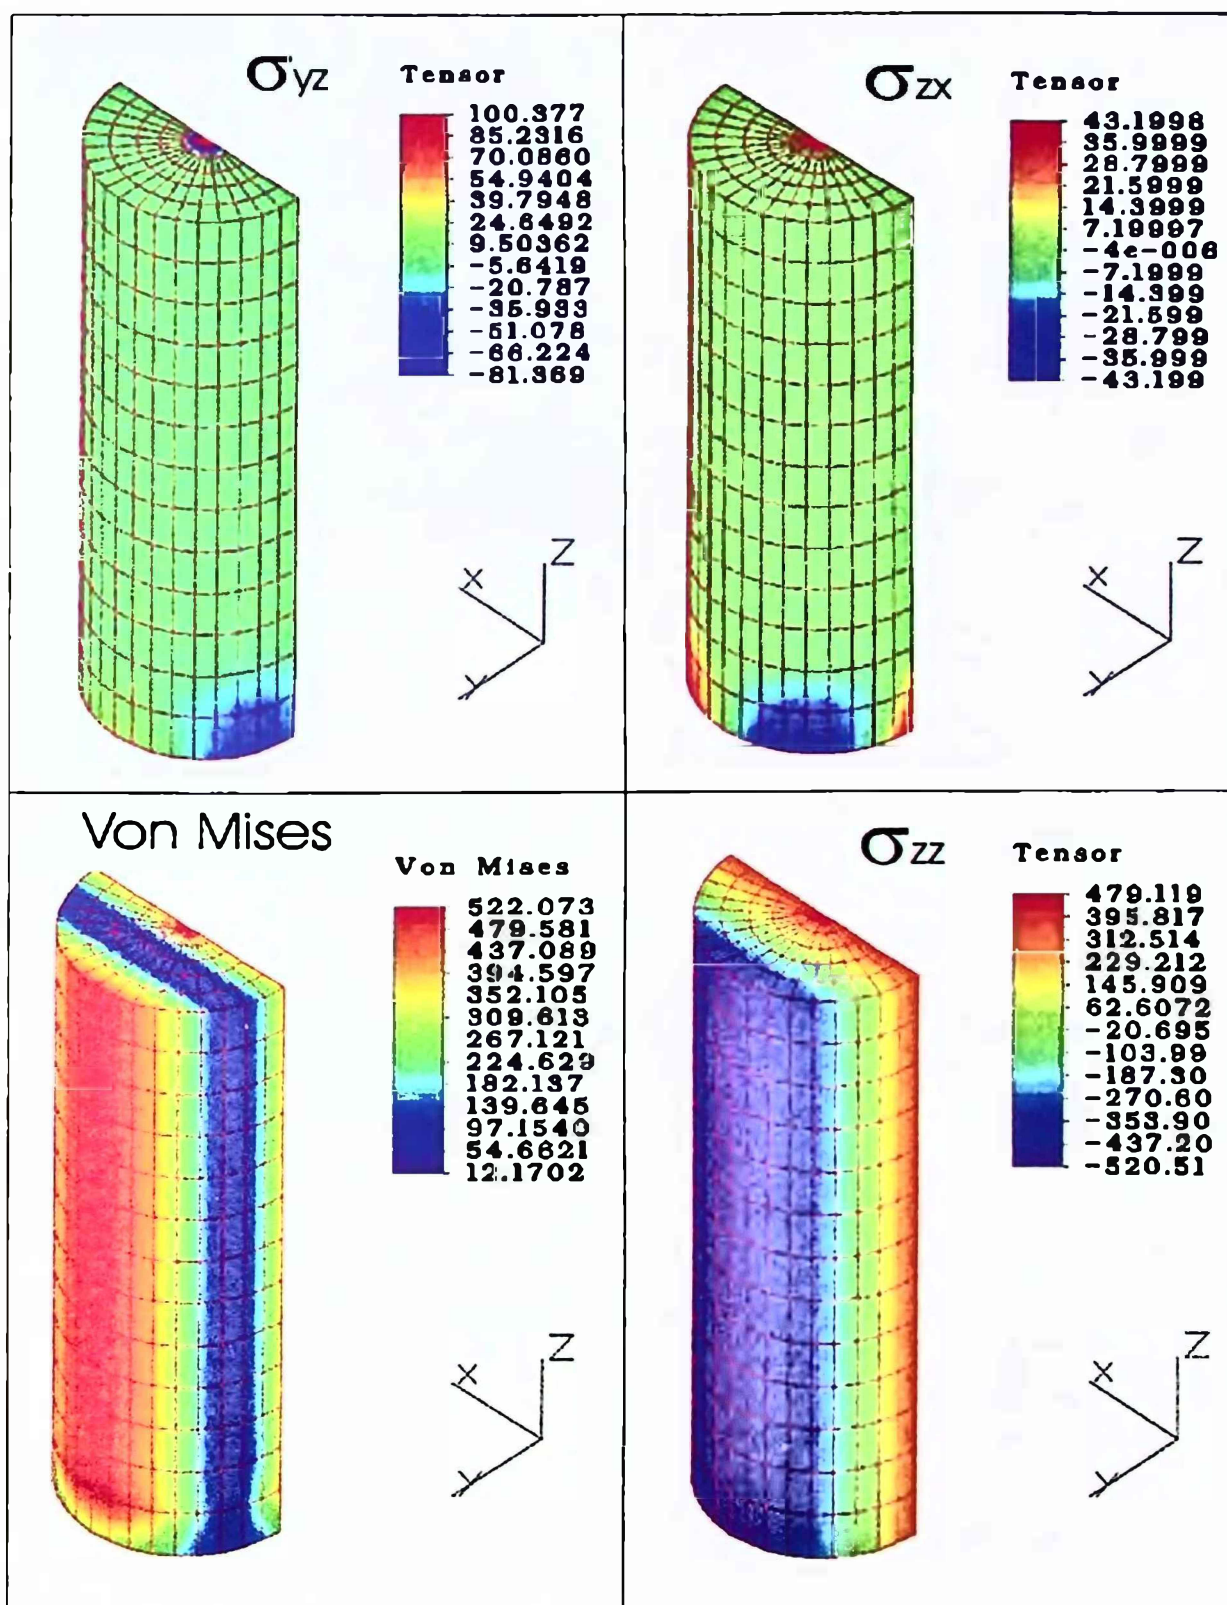 σyz
Tensor
100.377
85.2316
70.0860
54.9404
39.7948
24.6492
9.50362
-5.6419
-20.787
-35.933
-51.078
-66.224
-81.369
X
Z
Y
σzx
Tensor
43.1998
35.9999
28.7999
21.5999
14.3999
7.19997
-4e-006
-7.1999
-14.399
-21.599
-28.799
-35.999
-43.199
X
Z
Y
Von Mises
Von Mises
522.073
479.581
437.089
394.597
352.105
309.613
267.121
224.629
182.137
139.645
97.1540
54.6621
12.1702
X
Z
Y
σzz
Tensor
479.119
395.817
312.514
229.212
145.909
62.6072
-20.695
-103.99
-187.30
-270.60
-353.90
-437.20
-520.51
X
Z
Y